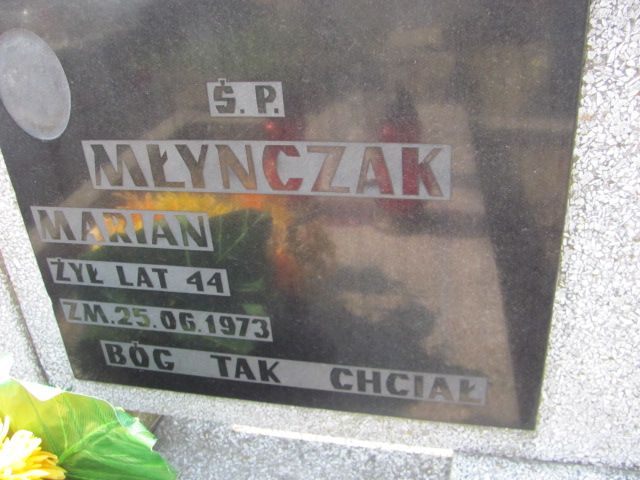 Ś. P.
MŁYNCZAK
MARIAN
ŻYŁ LAT 44
ZM. 25.06.1973
BÓG TAK CHCIAŁ